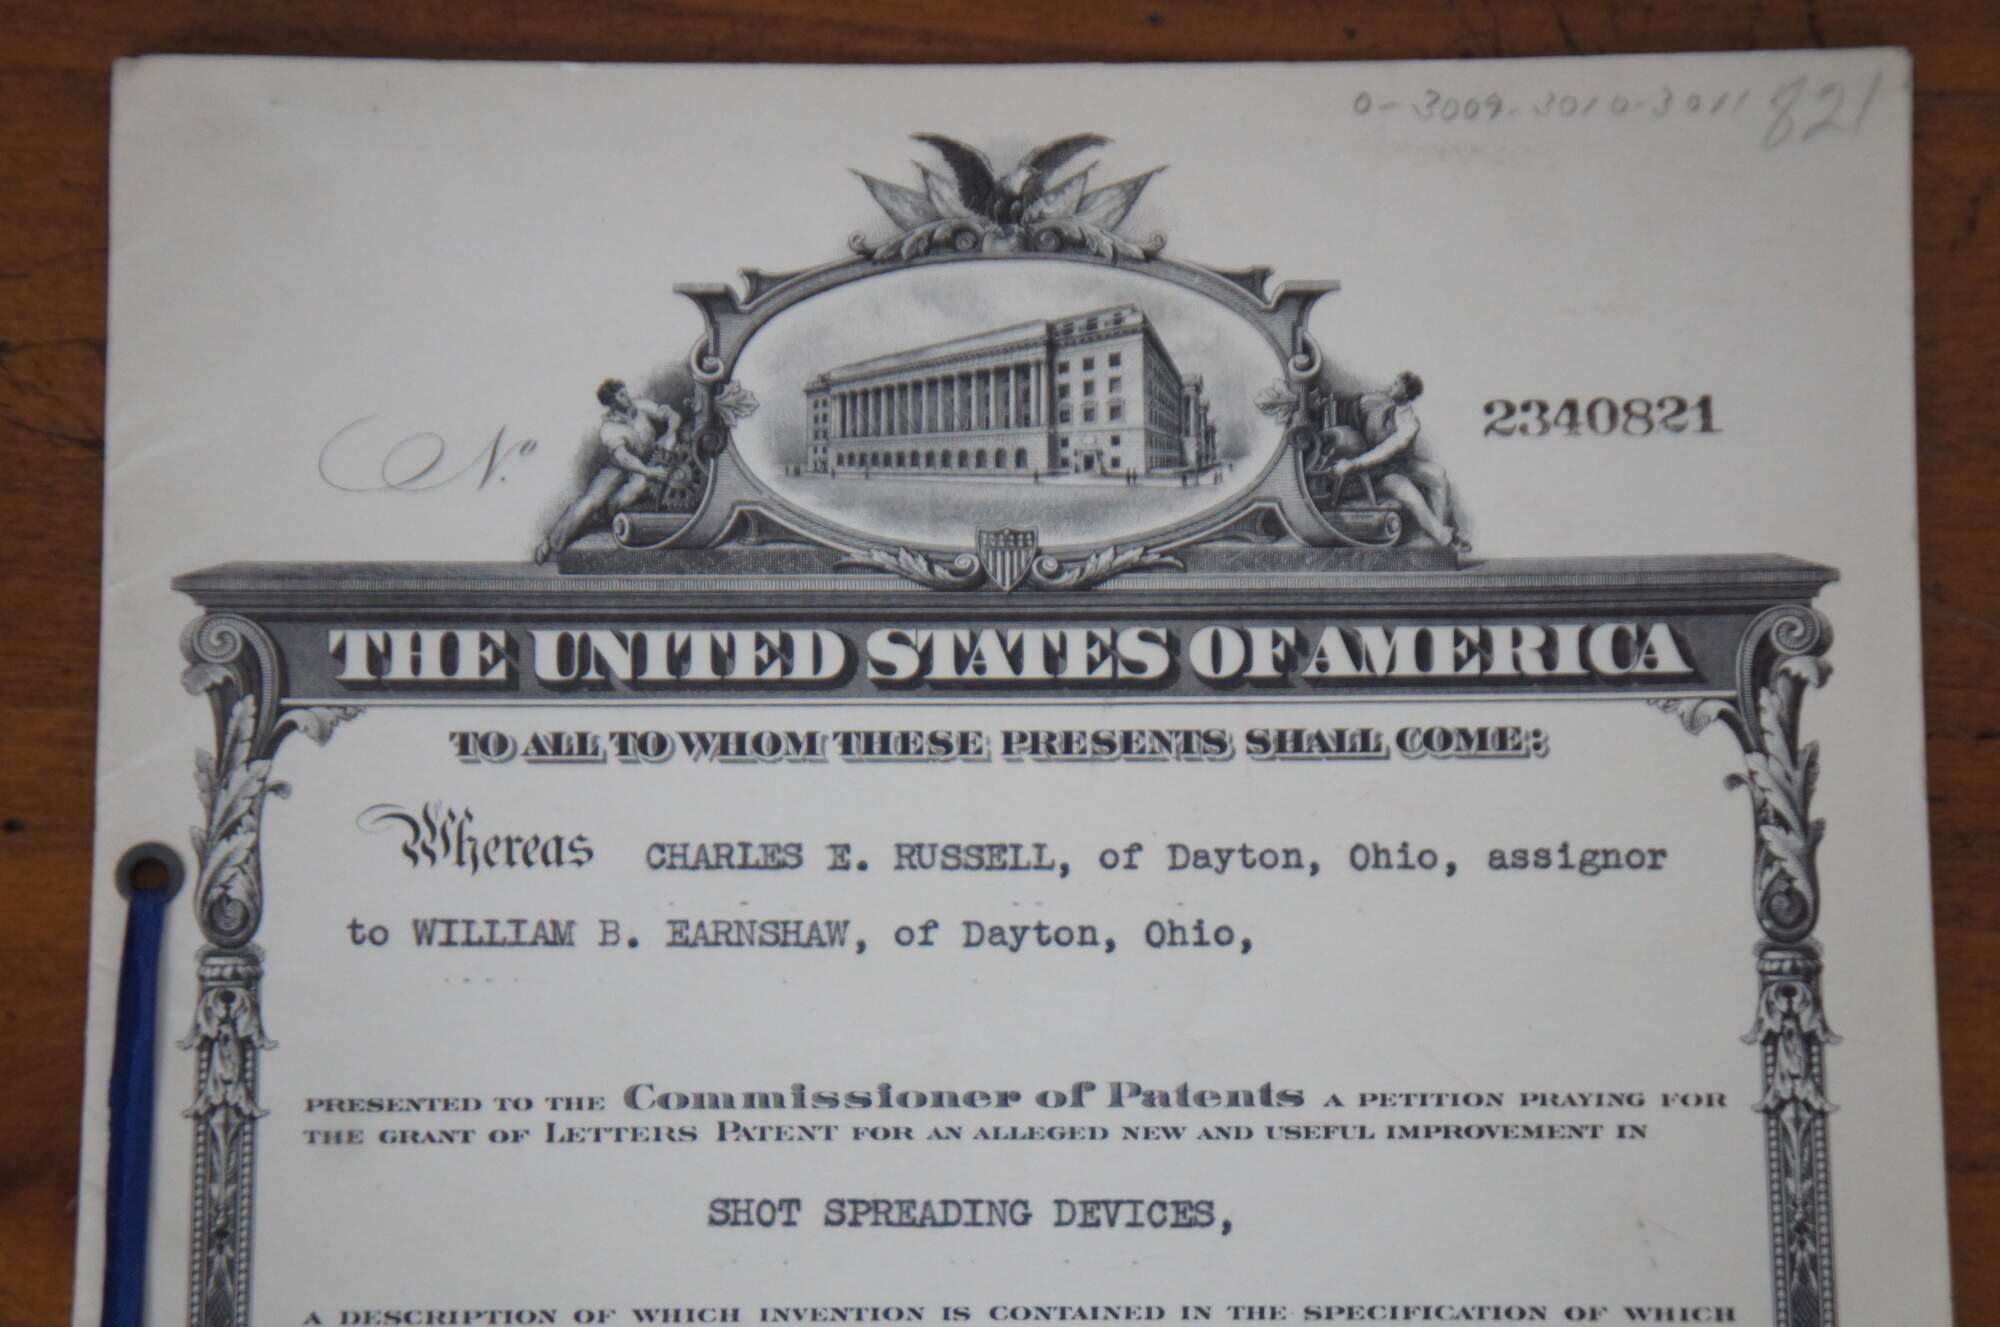 0-3009-3010-3011 821
No. 2340821
THE UNITED STATES OF AMERICA
TO ALL TO WHOM THESE PRESENTS SHALL COME:
Whereas CHARLES E. RUSSELL, of Dayton, Ohio, assignor
to WILLIAM B. EARNSHAW, of Dayton, Ohio,
PRESENTED TO THE Commissioner of Patents A PETITION PRAYING FOR
THE GRANT OF LETTERS PATENT FOR AN ALLEGED NEW AND USEFUL IMPROVEMENT IN
SHOT SPREADING DEVICES,
A DESCRIPTION OF WHICH INVENTION IS CONTAINED IN THE SPECIFICATION OF WHICH